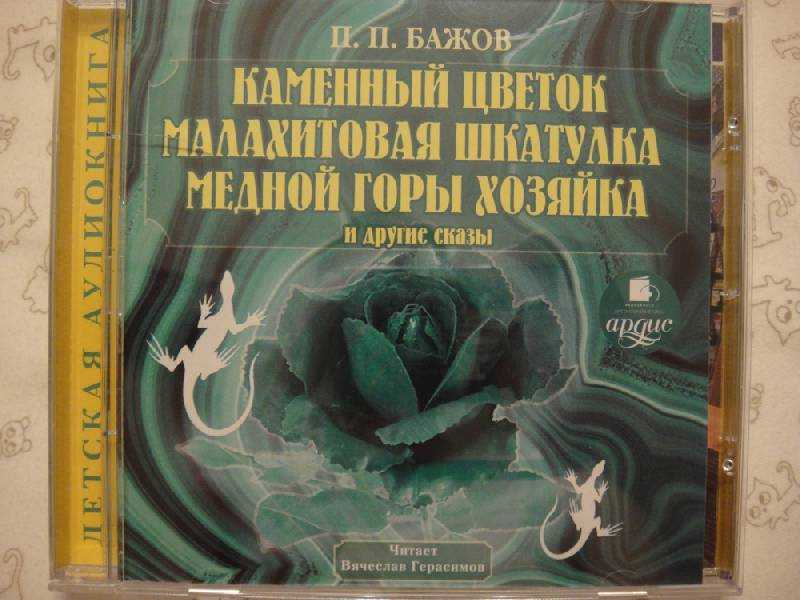 П. П. БАЖОВ
КАМЕННЫЙ ЦВЕТОК
МАЛАХИТОВАЯ ШКАТУЛКА
МЕДНОЙ ГОРЫ ХОЗЯЙКА
и другие сказы
ардис
Читает
Вячеслав Герасимов
ДЕТСКАЯ АУДИОКНИГА